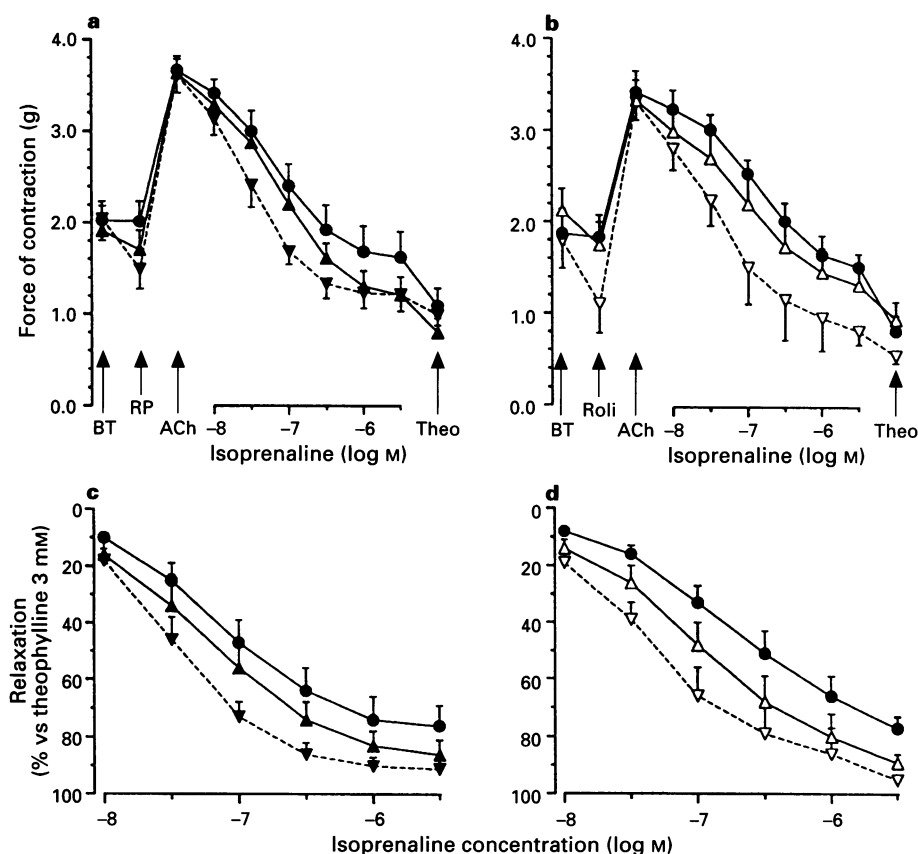 a
4.0
3.0
2.0
1.0
0.0
Force of contraction (g)
BT
RP
ACh
-8
-7
-6
Theo
Isoprenaline (log M)
b
4.0
3.0
2.0
1.0
0.0
BT
Roli
ACh
-8
-7
-6
Theo
Isoprenaline (log M)
c
0
20
40
60
80
100
Relaxation
(% vs theophylline 3 mM)
-8
-7
-6
d
0
20
40
60
80
100
-8
-7
-6
Isoprenaline concentration (log M)